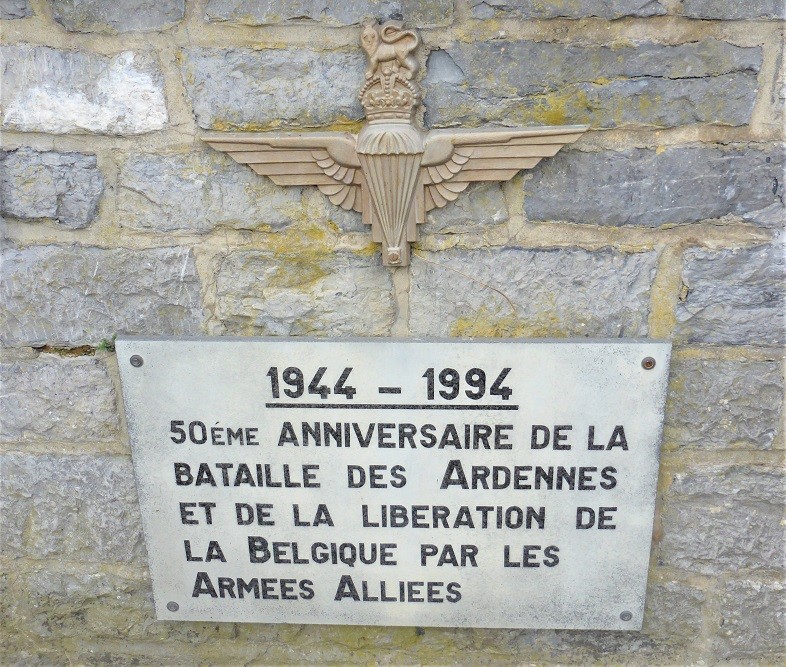 1944 - 1994
50éME ANNIVERSAIRE DE LA
BATAILLE DES ARDENNES
ET DE LA LIBERATION DE
LA BELGIQUE PAR LES
ARMEES ALLIEES